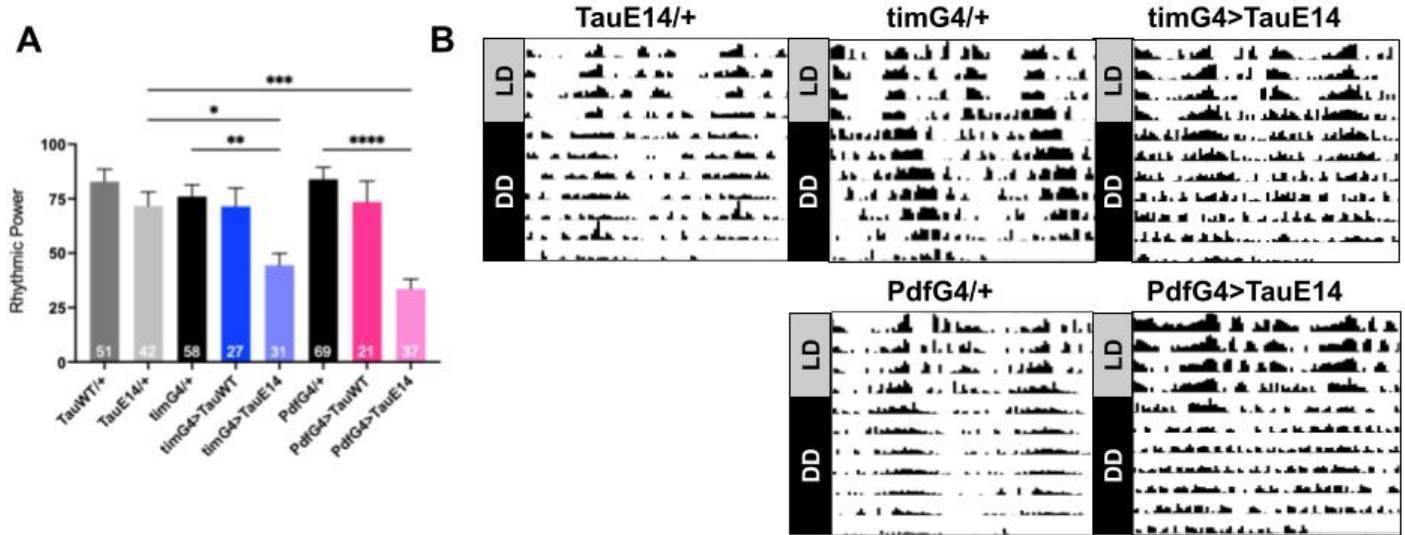 A
***
*
**
****
100
75
50
25
0
Rhythmic Power
51
42
58
27
31
69
21
37
TauWT/+
TauE14/+
timG4/+
timG4>TauWT
timG4>TauE14
PdfG4/+
PdfG4>TauWT
PdfG4>TauE14
B
TauE14/+
timG4/+
timG4>TauE14
LD
DD
LD
DD
LD
DD
PdfG4/+
PdfG4>TauE14
LD
DD
LD
DD